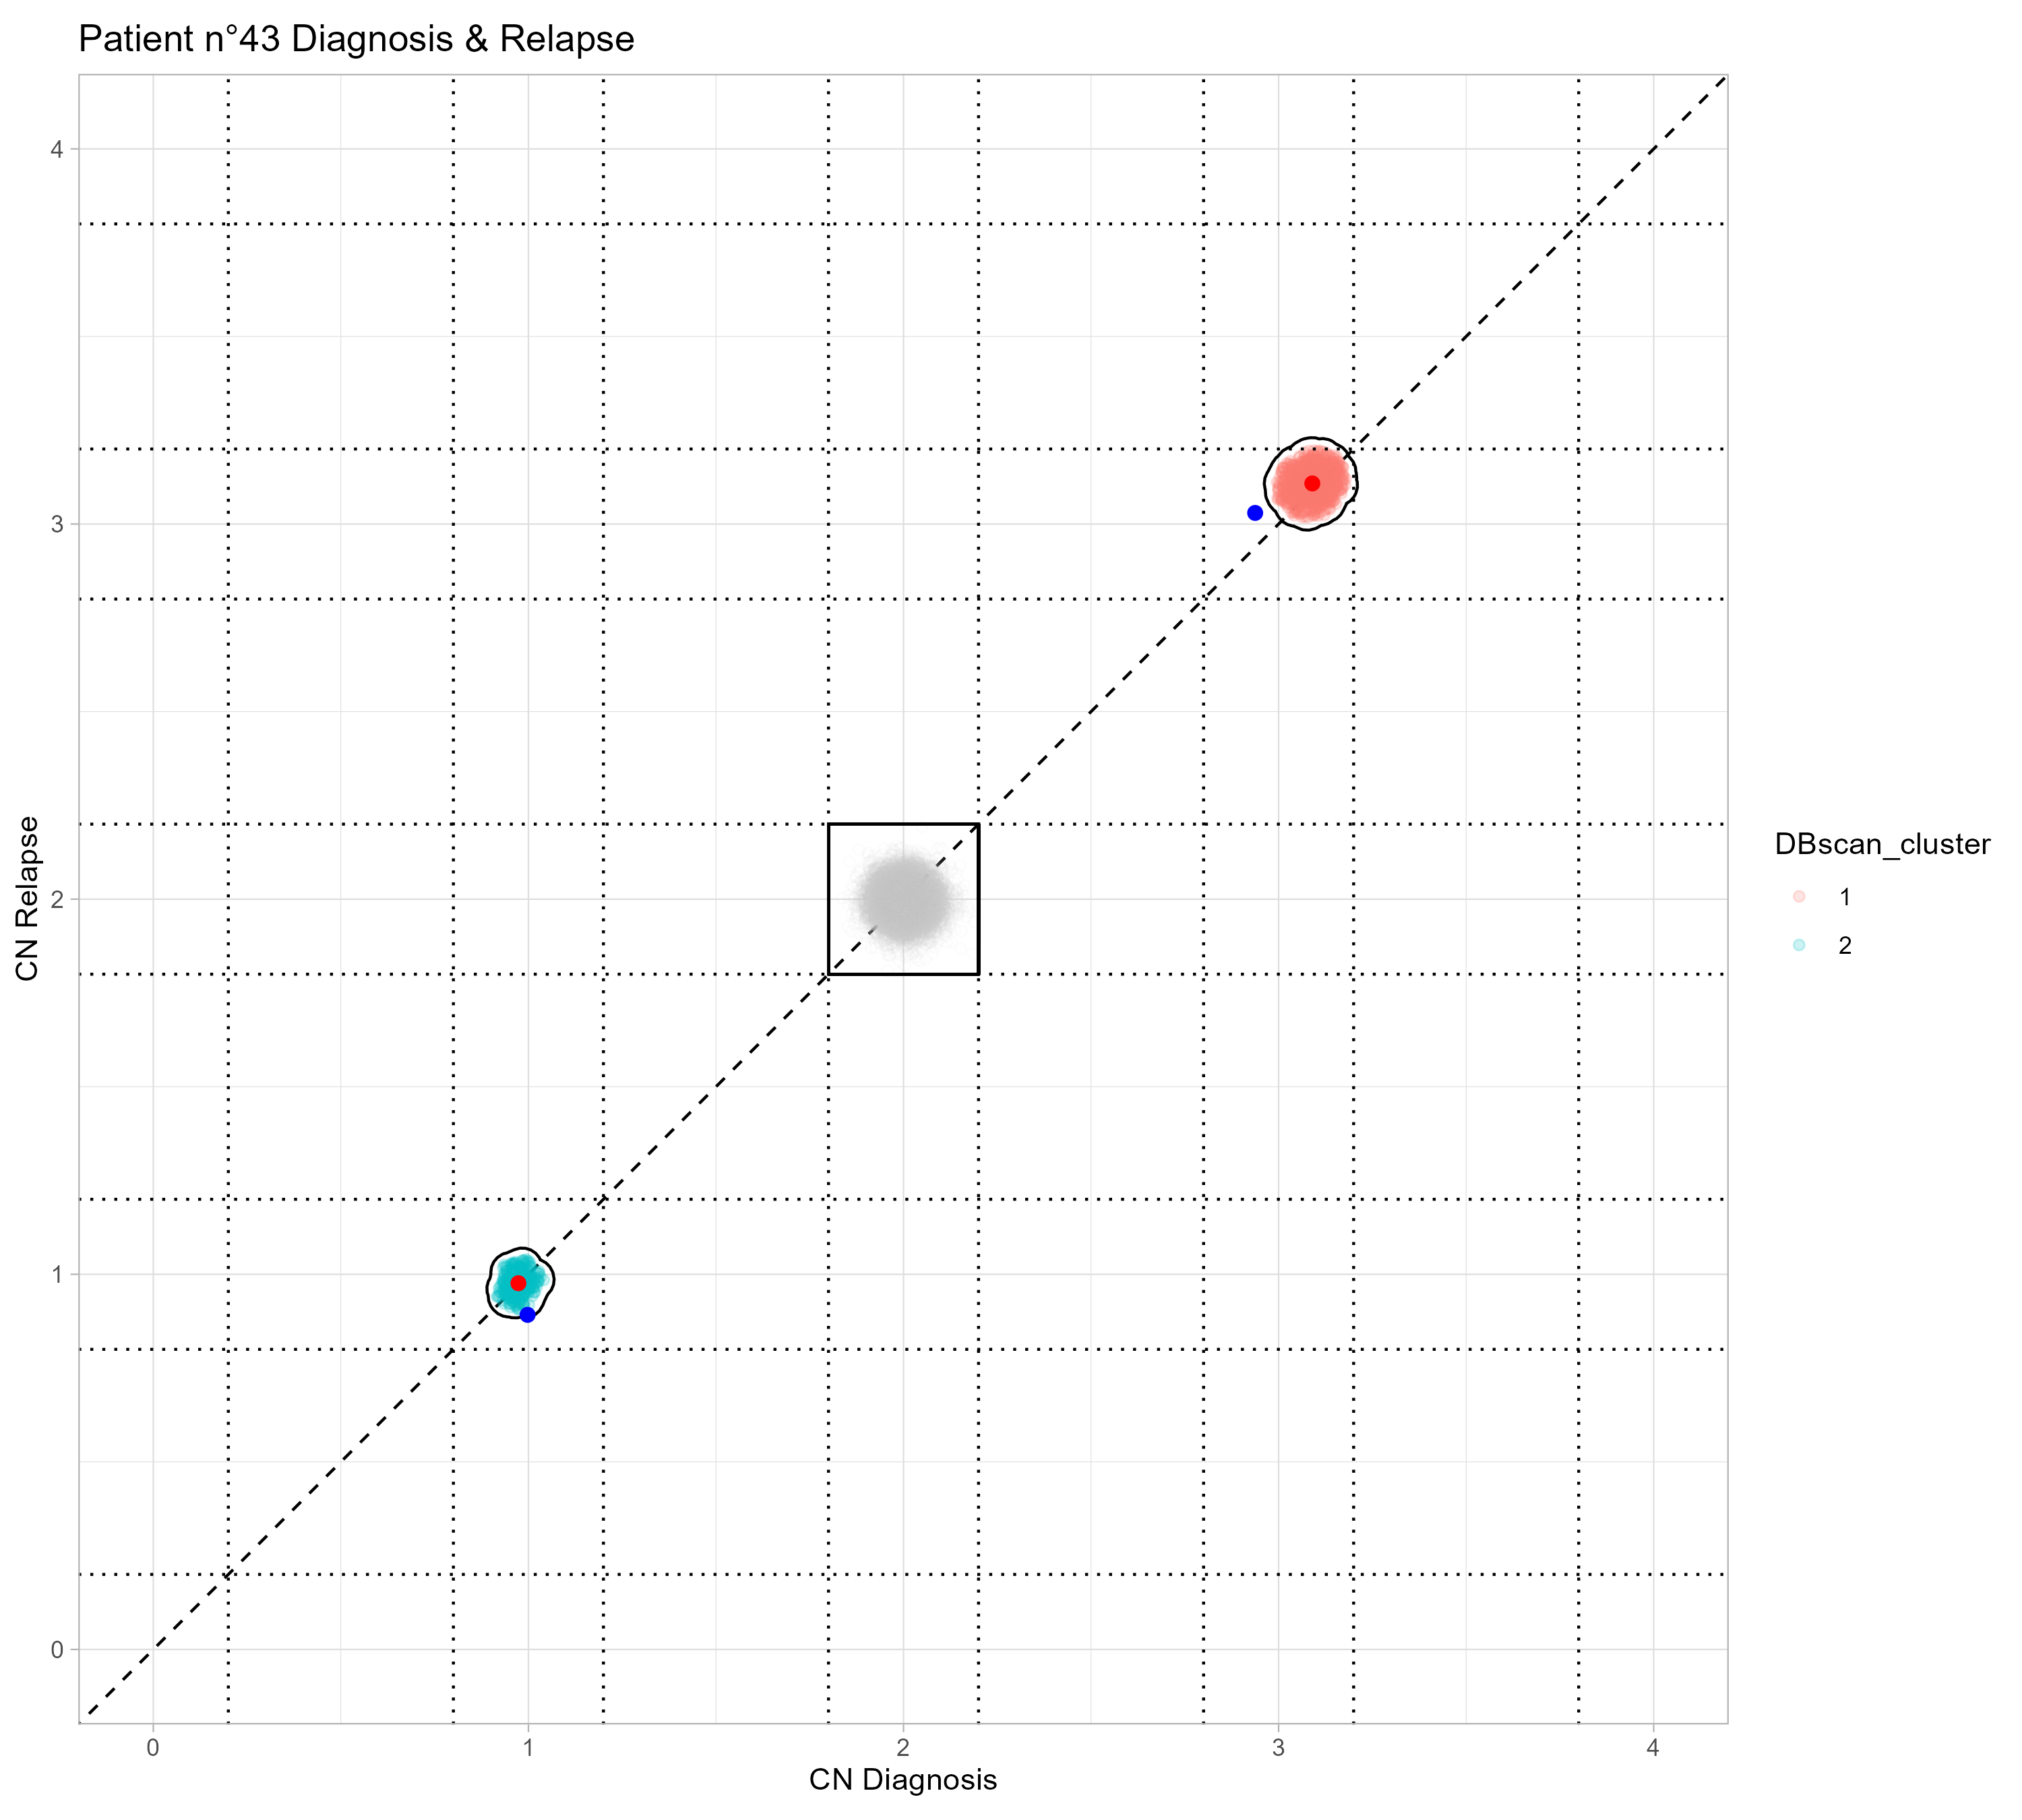 Patient n°43 Diagnosis & Relapse
4
3
2
1
0
CN Relapse
0 1 2 3 4
CN Diagnosis
DBscan_cluster
1
2